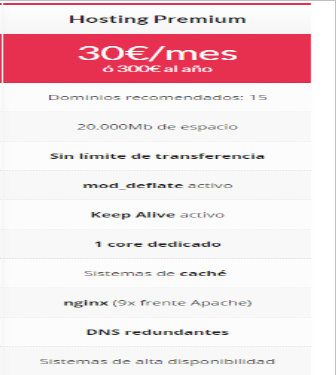 Hosting Premium
30€/mes
ó 300€ al año
Dominios recomendados: 15
20.000Mb de espacio
Sin límite de transferencia
mod_deflate activo
Keep Alive activo
1 core dedicado
Sistemas de caché
nginx (9x frente Apache)
DNS redundantes
Sistemas de alta disponibilidad